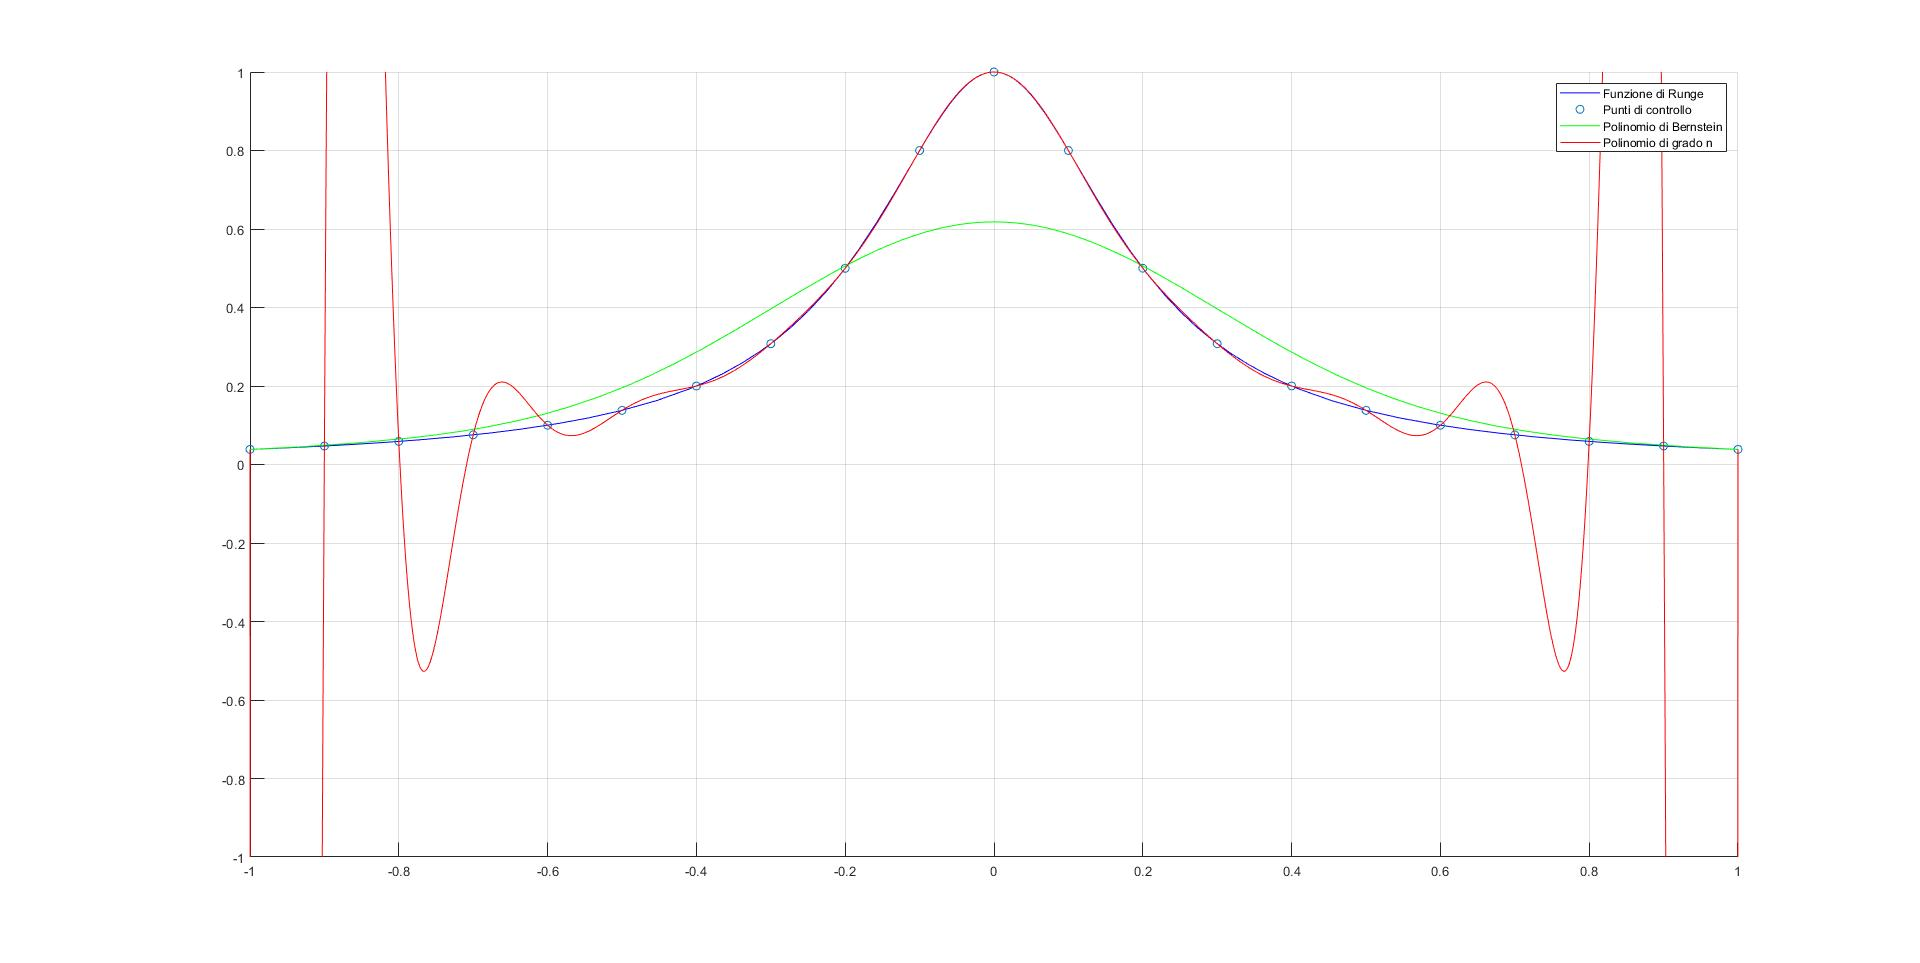 Funzione di Runge
Punti di controllo
Polinomio di Bernstein
Polinomio di grado n
1
0.8
0.6
0.4
0.2
0
-0.2
-0.4
-0.6
-0.8
-1
-1 -0.8 -0.6 -0.4 -0.2 0 0.2 0.4 0.6 0.8 1